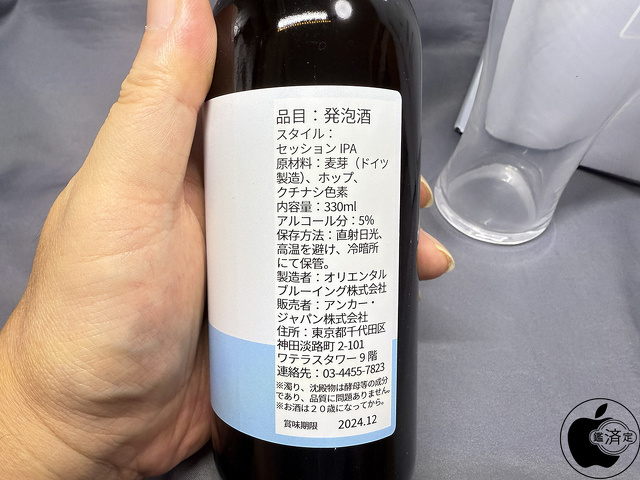 品目：発泡酒
スタイル：
セッション IPA
原材料：麦芽（ドイツ
製造）、ホップ、
クチナシ色素
内容量：330ml
アルコール分：5%
保存方法：直射日光、
高温を避け、冷暗所
にて保管。
製造者：オリエンタル
ブルーイング株式会社
販売者：アンカー・
ジャパン株式会社
住所：東京都千代田区
神田淡路町 2-101
ワテラスタワー 9 階
連絡先：03-4455-7823
※濁り、沈殿物は酵母等の成分
であり、品質に問題ありません。
※お酒は２０歳になってから。
賞味期限 2024.12
鑑済定